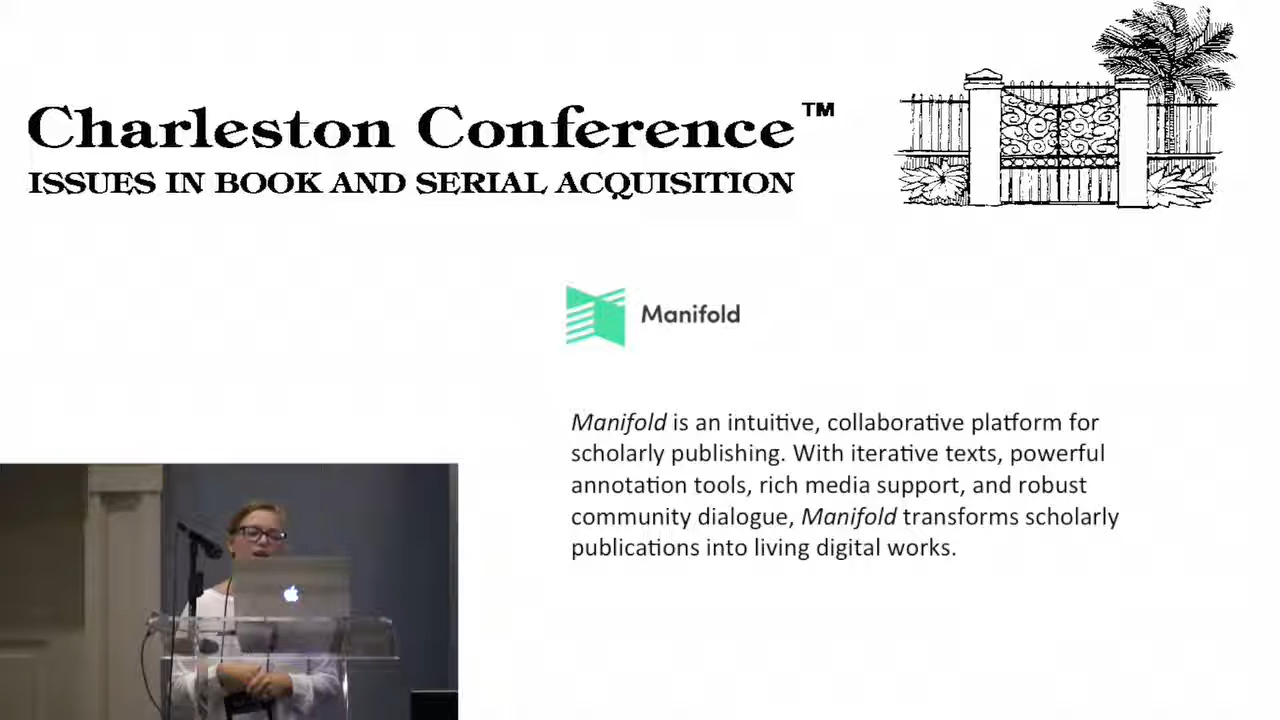 Charleston Conference™
ISSUES IN BOOK AND SERIAL ACQUISITION
Manifold
Manifold is an intuitive, collaborative platform for
scholarly publishing. With iterative texts, powerful
annotation tools, rich media support, and robust
community dialogue, Manifold transforms scholarly
publications into living digital works.